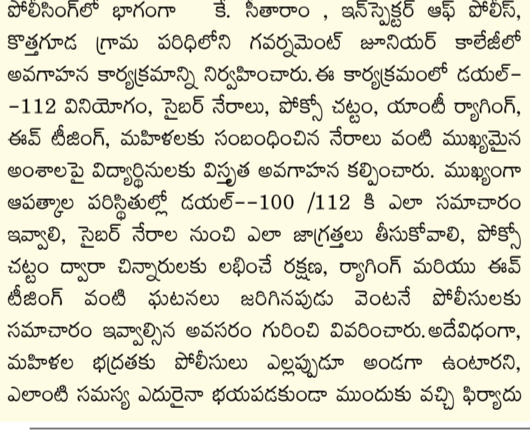 పోలీసింగ్‌లో భాగంగా కే. సీతారాం , ఇన్‌స్పెక్టర్ ఆఫ్ పోలీస్,
కొత్తగూడ గ్రామ పరిధిలోని గవర్నమెంట్ జూనియర్ కాలేజీలో
అవగాహన కార్యక్రమాన్ని నిర్వహించారు.ఈ కార్యక్రమంలో డయల్-
-112 వినియోగం, సైబర్ నేరాలు, పోక్సో చట్టం, యాంటీ ర్యాగింగ్,
ఈవ్ టీజింగ్, మహిళలకు సంబంధించిన నేరాలు వంటి ముఖ్యమైన
అంశాలపై విద్యార్థినులకు విస్తృత అవగాహన కల్పించారు. ముఖ్యంగా
ఆపత్కాల పరిస్థితుల్లో డయల్--100 /112 కి ఎలా సమాచారం
ఇవ్వాలి, సైబర్ నేరాల నుంచి ఎలా జాగ్రత్తలు తీసుకోవాలి, పోక్సో
చట్టం ద్వారా చిన్నారులకు లభించే రక్షణ, ర్యాగింగ్ మరియు ఈవ్
టీజింగ్ వంటి ఘటనలు జరిగినపుడు వెంటనే పోలీసులకు
సమాచారం ఇవ్వాల్సిన అవసరం గురించి వివరించారు.అదేవిధంగా,
మహిళల భద్రతకు పోలీసులు ఎల్లప్పుడూ అండగా ఉంటారని,
ఎలాంటి సమస్య ఎదురైనా భయపడకుండా ముందుకు వచ్చి ఫిర్యాదు